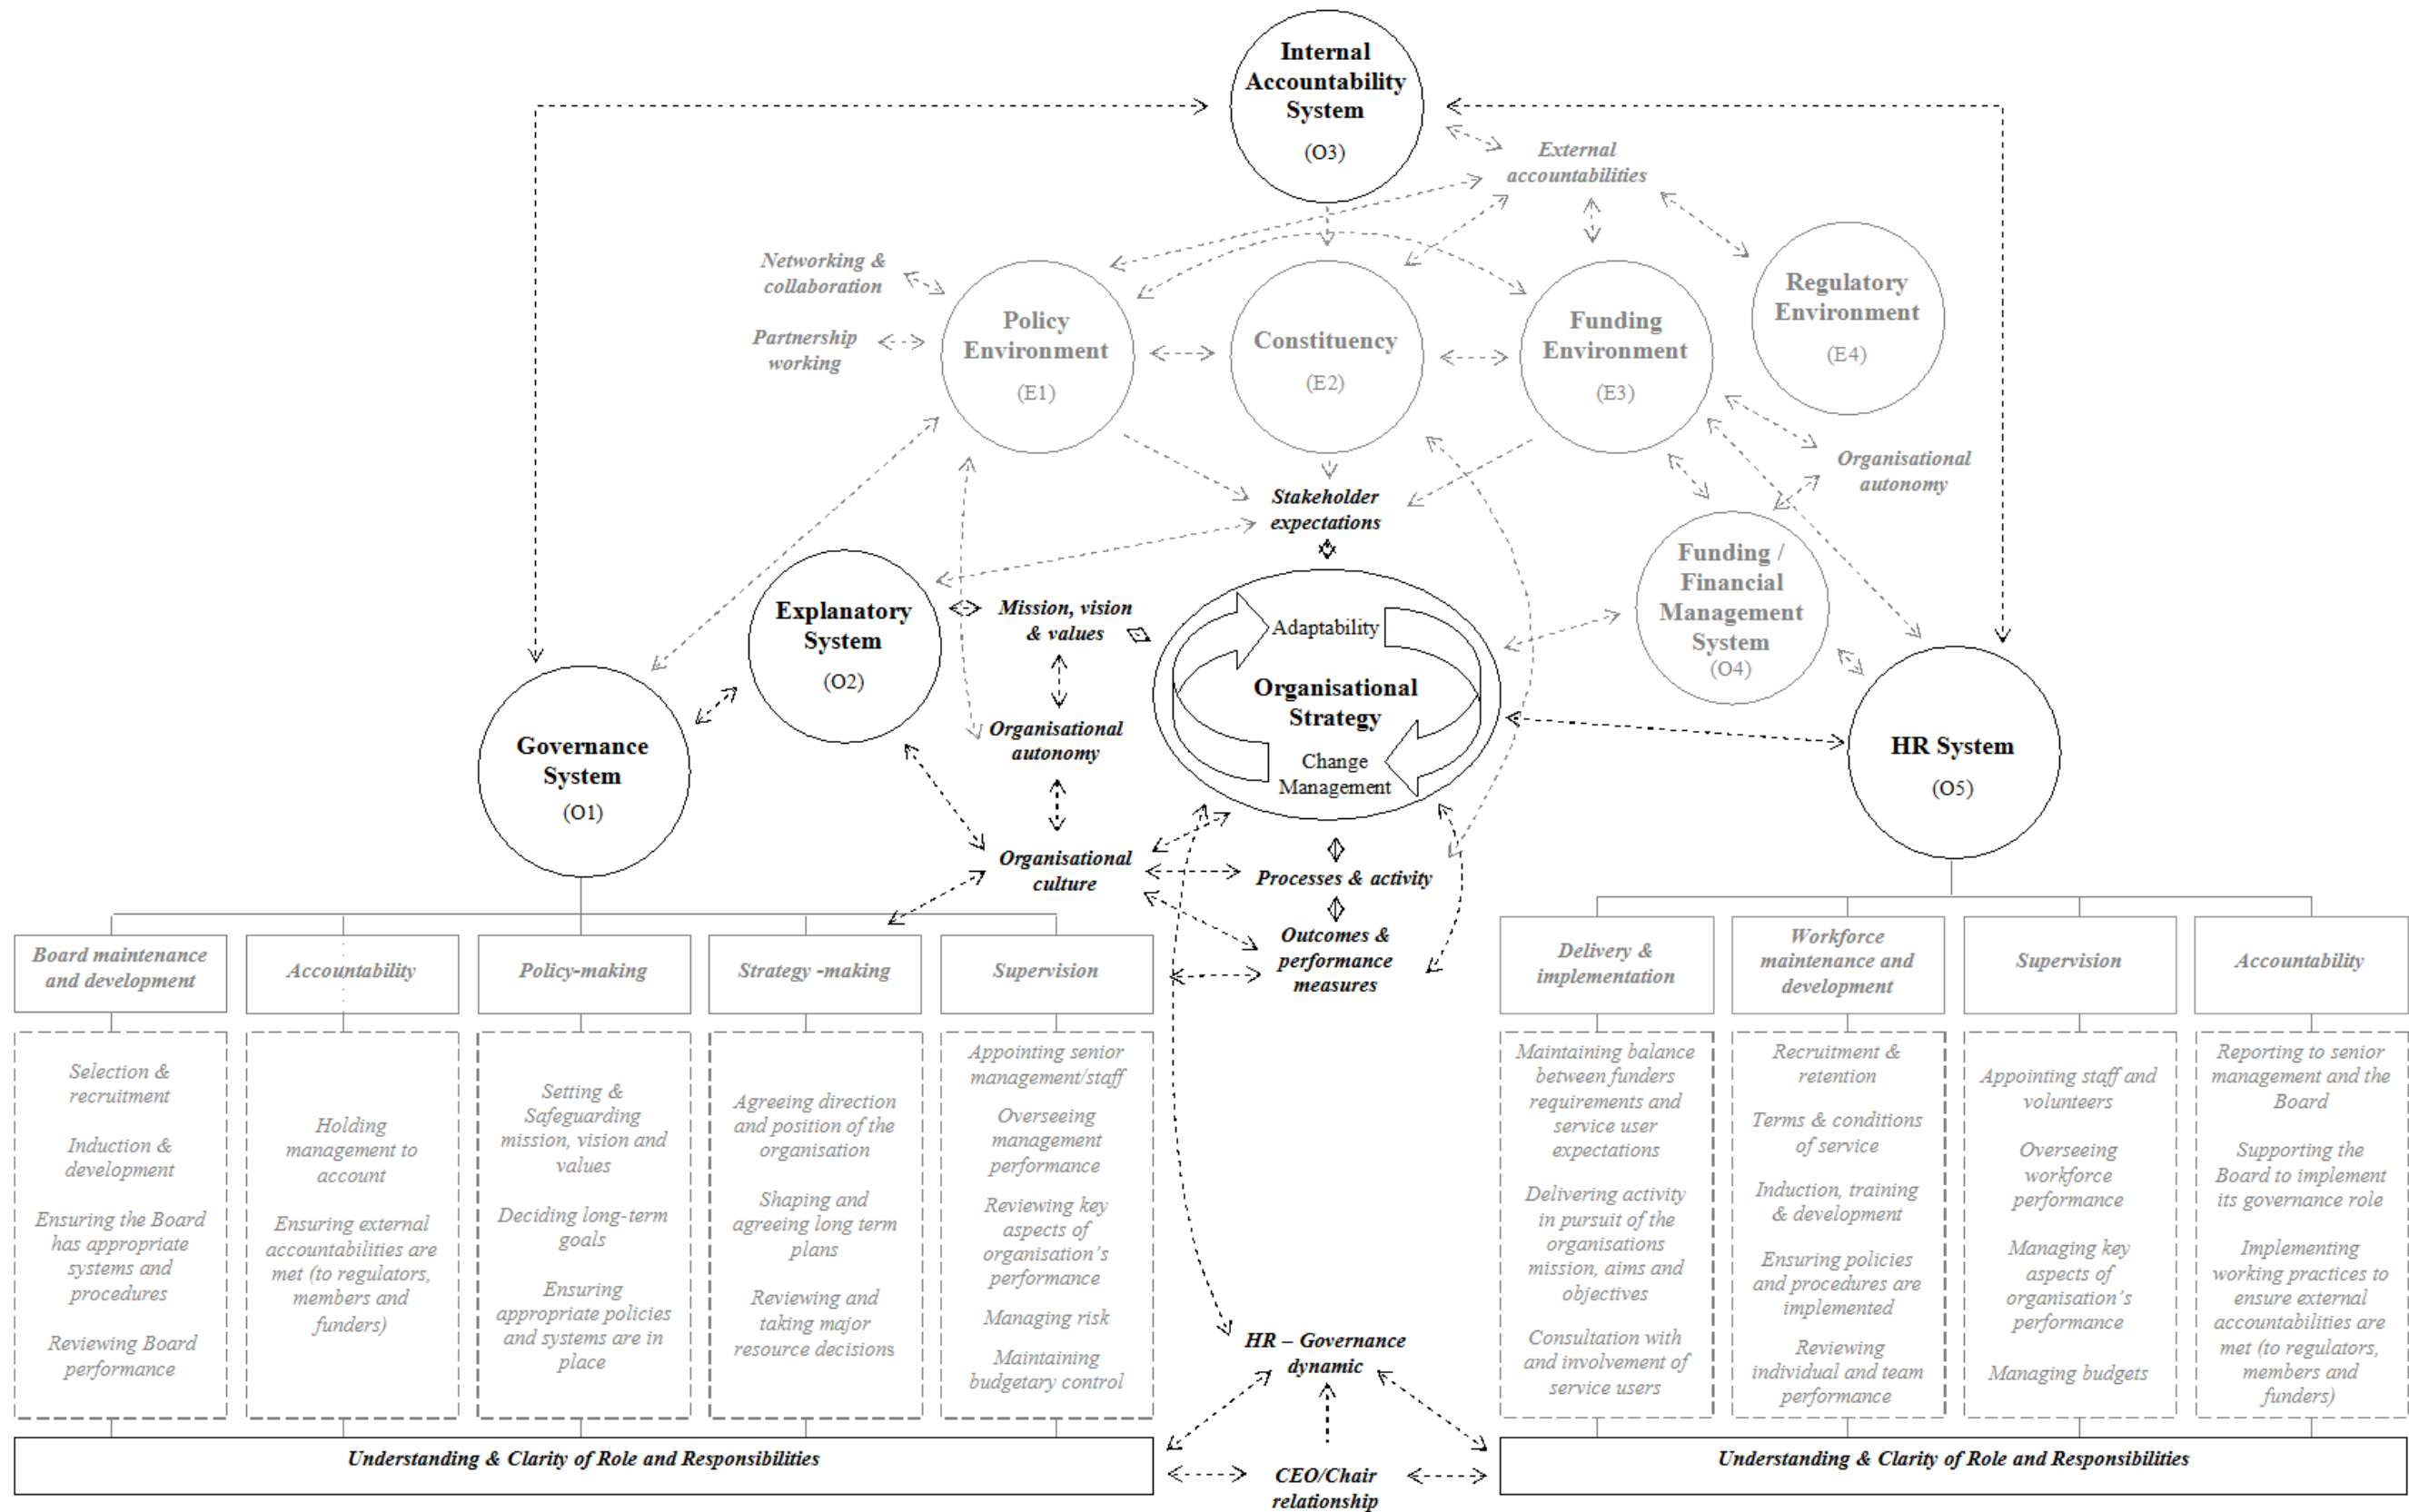 Internal
Accountability
System
(O3)
External
accountabilities
Networking &
collaboration
Partnership
working
Policy
Environment
(E1)
Constituency
(E2)
Funding
Environment
(E3)
Regulatory
Environment
(E4)
Organisational
autonomy
Stakeholder
expectations
Explanatory
System
(O2)
Mission, vision
& values
Organisational
autonomy
Adaptability
Organisational
Strategy
Change
Management
Funding /
Financial
Management
System
(O4)
Governance
System
(O1)
HR System
(O5)
Organisational
culture
Processes & activity
Outcomes &
performance
measures
Board maintenance
and development
Accountability
Policy-making
Strategy -making
Supervision
Delivery &
implementation
Workforce
maintenance and
development
Supervision
Accountability
Selection &
recruitment
Induction &
development
Ensuring the Board
has appropriate
systems and
procedures
Reviewing Board
performance
Holding
management to
account
Ensuring external
accountabilities are
met (to regulators,
members and
funders)
Setting &
Safeguarding
mission, vision and
values
Deciding long-term
goals
Ensuring
appropriate policies
and systems are in
place
Agreeing direction
and position of the
organisation
Shaping and
agreeing long term
plans
Reviewing and
taking major
resource decisions
Appointing senior
management/staff
Overseeing
management
performance
Reviewing key
aspects of
organisation's
performance
Managing risk
Maintaining
budgetary control
Maintaining balance
between funders
requirements and
service user
expectations
Delivering activity
in pursuit of the
organisations
mission, aims and
objectives
Consultation with
and involvement of
service users
Recruitment &
retention
Terms & conditions
of service
Induction, training
& development
Ensuring policies
and procedures are
implemented
Reviewing
individual and team
performance
Appointing staff and
volunteers
Overseeing
workforce
performance
Managing key
aspects of
organisation's
performance
Managing budgets
Reporting to senior
management and the
Board
Supporting the
Board to implement
its governance role
Implementing
working practices to
ensure external
accountabilities are
met (to regulators,
members and
funders)
HR – Governance
dynamic
Understanding & Clarity of Role and Responsibilities
CEO/Chair
relationship
Understanding & Clarity of Role and Responsibilities